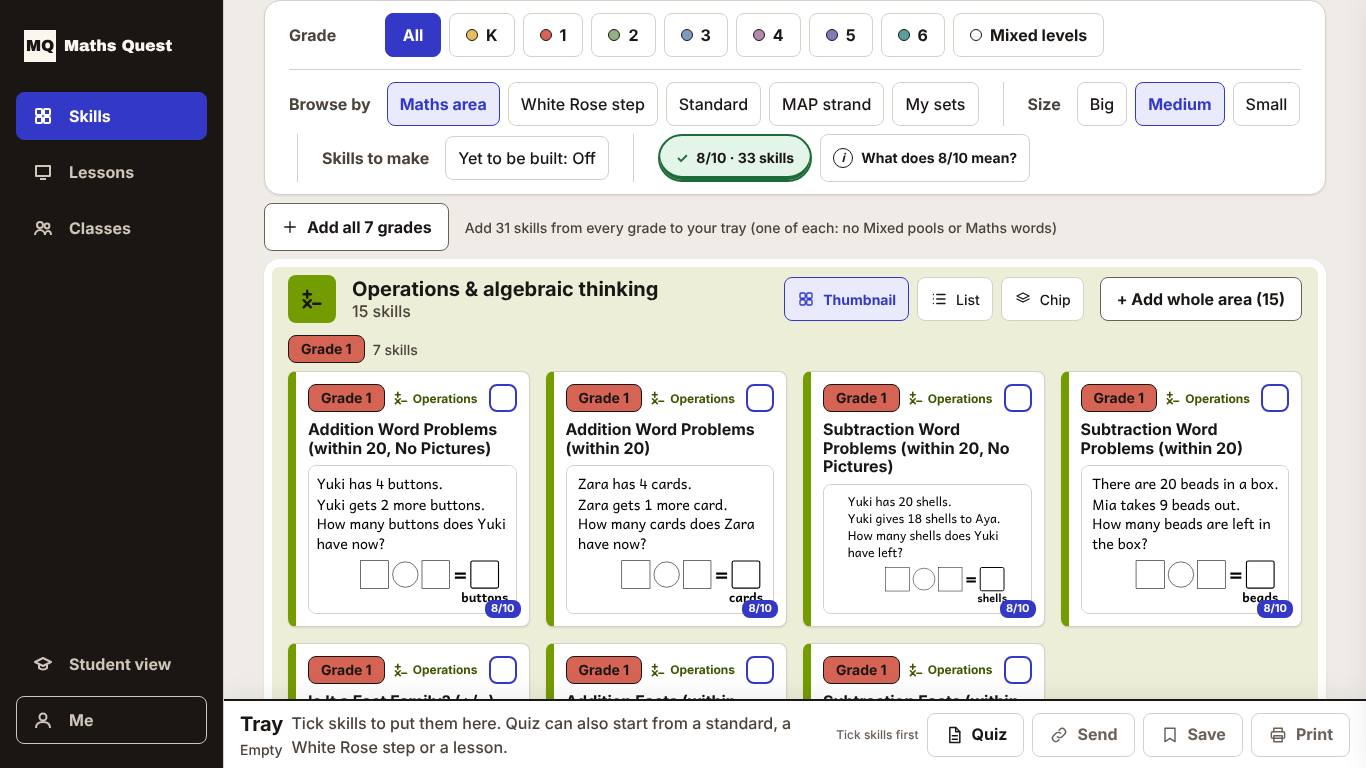 MQ Maths Quest
Skills
Lessons
Classes
Student view
Me
Grade All K 1 2 3 4 5 6 Mixed levels
Browse by Maths area White Rose step Standard MAP strand My sets Size Big Medium Small
Skills to make Yet to be built: Off 8/10 · 33 skills i What does 8/10 mean?
+ Add all 7 grades Add 31 skills from every grade to your tray (one of each: no Mixed pools or Maths words)
Operations & algebraic thinking
15 skills
Thumbnail List Chip + Add whole area (15)
Grade 1 7 skills
Grade 1 Operations
Addition Word Problems
(within 20, No Pictures)
Yuki has 4 buttons.
Yuki gets 2 more buttons.
How many buttons does Yuki
have now?
=
buttons
8/10
Grade 1 Operations
Addition Word Problems
(within 20)
Zara has 4 cards.
Zara gets 1 more card.
How many cards does Zara
have now?
=
cards
8/10
Grade 1 Operations
Subtraction Word
Problems (within 20, No
Pictures)
Yuki has 20 shells.
Yuki gives 18 shells to Aya.
How many shells does Yuki
have left?
=
shells
8/10
Grade 1 Operations
Subtraction Word
Problems (within 20)
There are 20 beads in a box.
Mia takes 9 beads out.
How many beads are left in
the box?
=
beads
8/10
Grade 1 Operations
Grade 1 Operations
Addition Facts (within
Grade 1 Operations
Subtraction Facts (within
Tray Tick skills to put them here. Quiz can also start from a standard, a
Empty White Rose step or a lesson.
Tick skills first Quiz Send Save Print